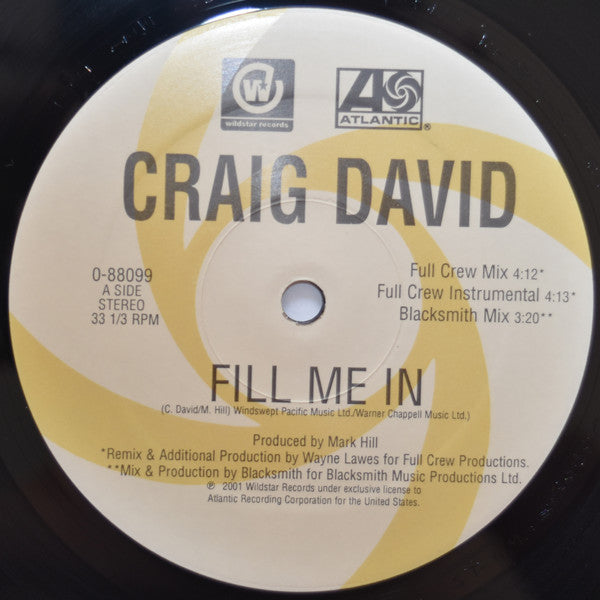 wildstar records
ATLANTIC®
CRAIG DAVID
0-88099
A SIDE
STEREO
33 1/3 RPM
Full Crew Mix 4:12*
Full Crew Instrumental 4:13*
Blacksmith Mix 3:20**
FILL ME IN
(C. David/M. Hill) Windswept Pacific Music Ltd./Warner Chappell Music Ltd.)
Produced by Mark Hill
*Remix & Additional Production by Wayne Lawes for Full Crew Productions.
**Mix & Production by Blacksmith for Blacksmith Music Productions Ltd.
℗ 2001 Wildstar Records under exclusive license to
Atlantic Recording Corporation for the United States.